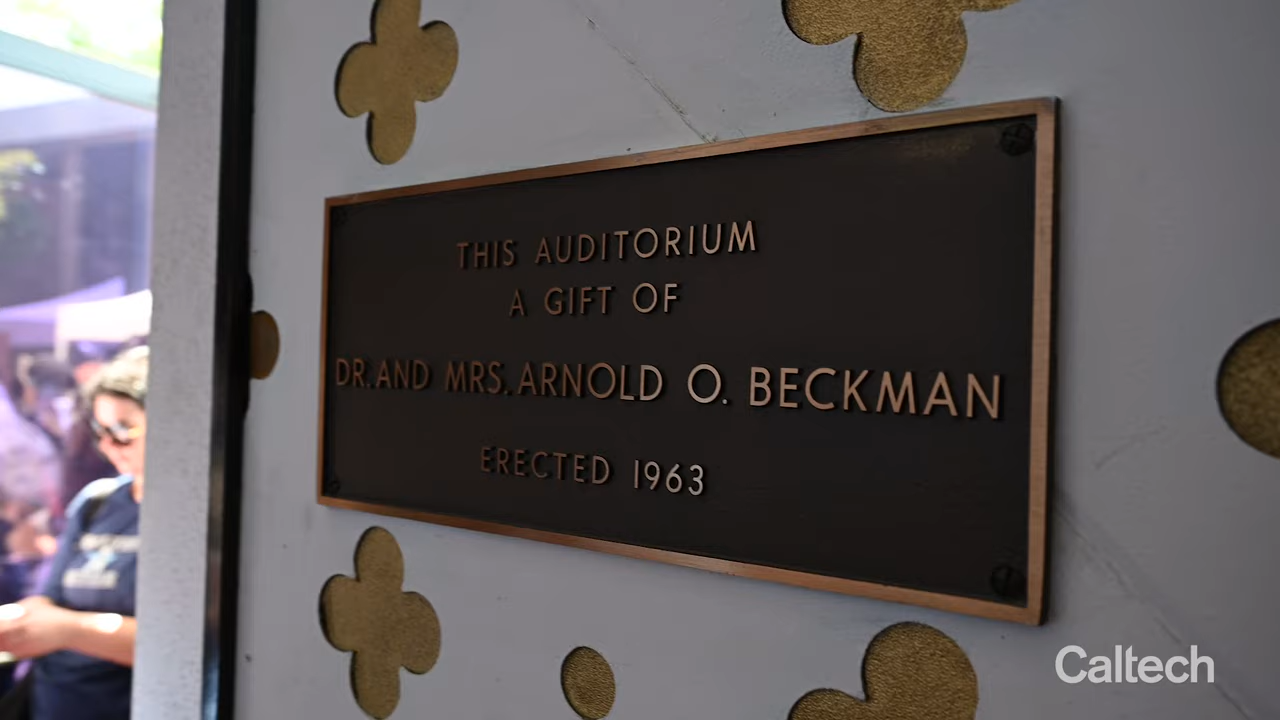 THIS AUDITORIUM
A GIFT OF
DR. AND MRS. ARNOLD O. BECKMAN
ERECTED 1963
Caltech